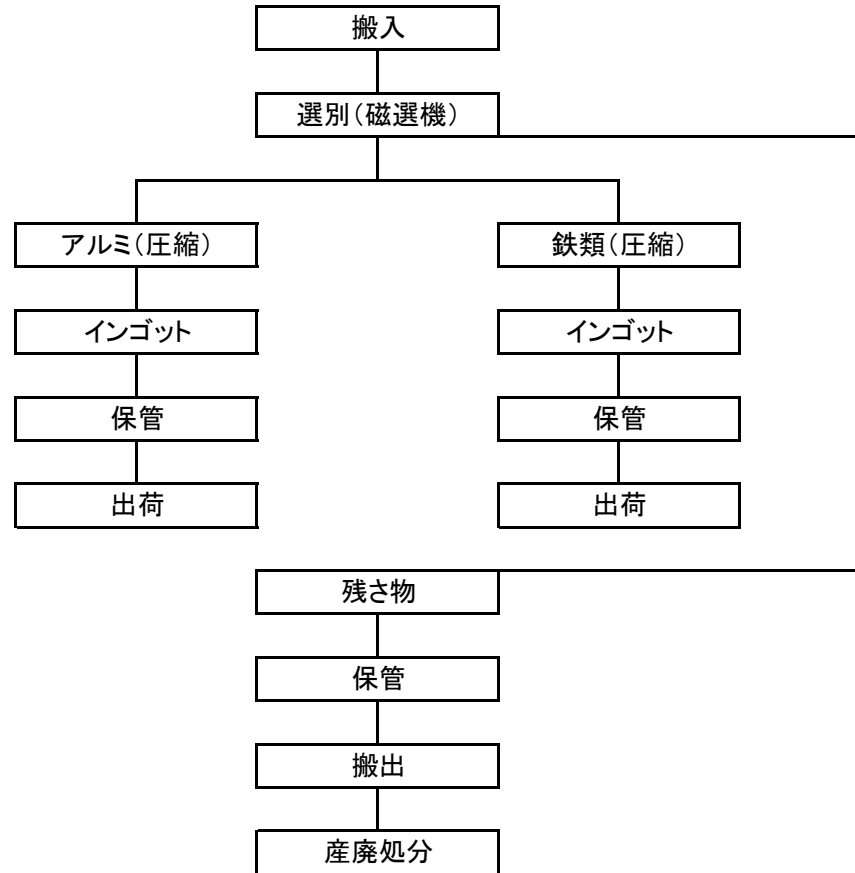 搬入
選別（磁選機）
アルミ（圧縮）
鉄類（圧縮）
インゴット
インゴット
保管
保管
出荷
出荷
残さ物
保管
搬出
産廃処分